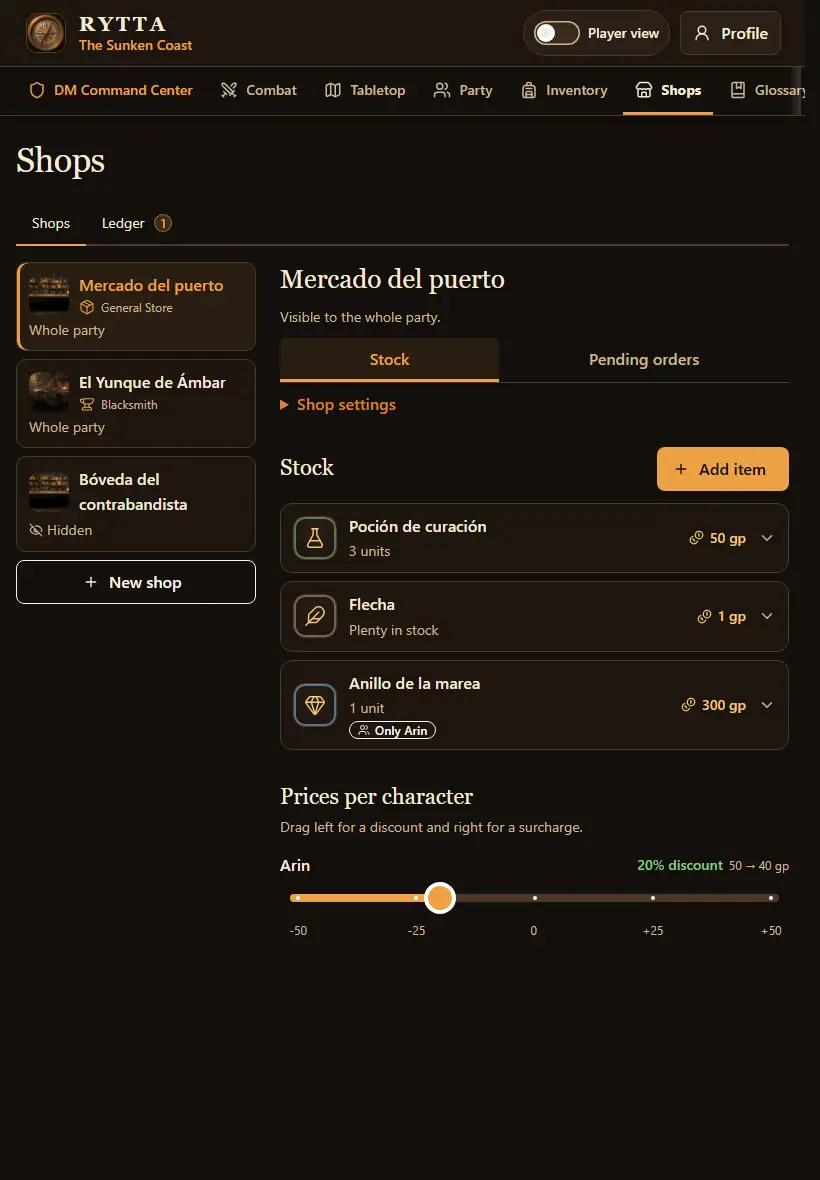 RYTTA
The Sunken Coast
Player view
Profile
DM Command Center
Combat
Tabletop
Party
Inventory
Shops
Glossary
Shops
Shops
Ledger 1
Mercado del puerto
General Store
Whole party
El Yunque de Ámbar
Blacksmith
Whole party
Bóveda del
contrabandista
Hidden
+ New shop
Mercado del puerto
Visible to the whole party.
Stock
Pending orders
Shop settings
Stock
+ Add item
Poción de curación
3 units
50 gp
Flecha
Plenty in stock
1 gp
Anillo de la marea
1 unit
Only Arin
300 gp
Prices per character
Drag left for a discount and right for a surcharge.
Arin
20% discount 50 → 40 gp
-50
-25
0
+25
+50